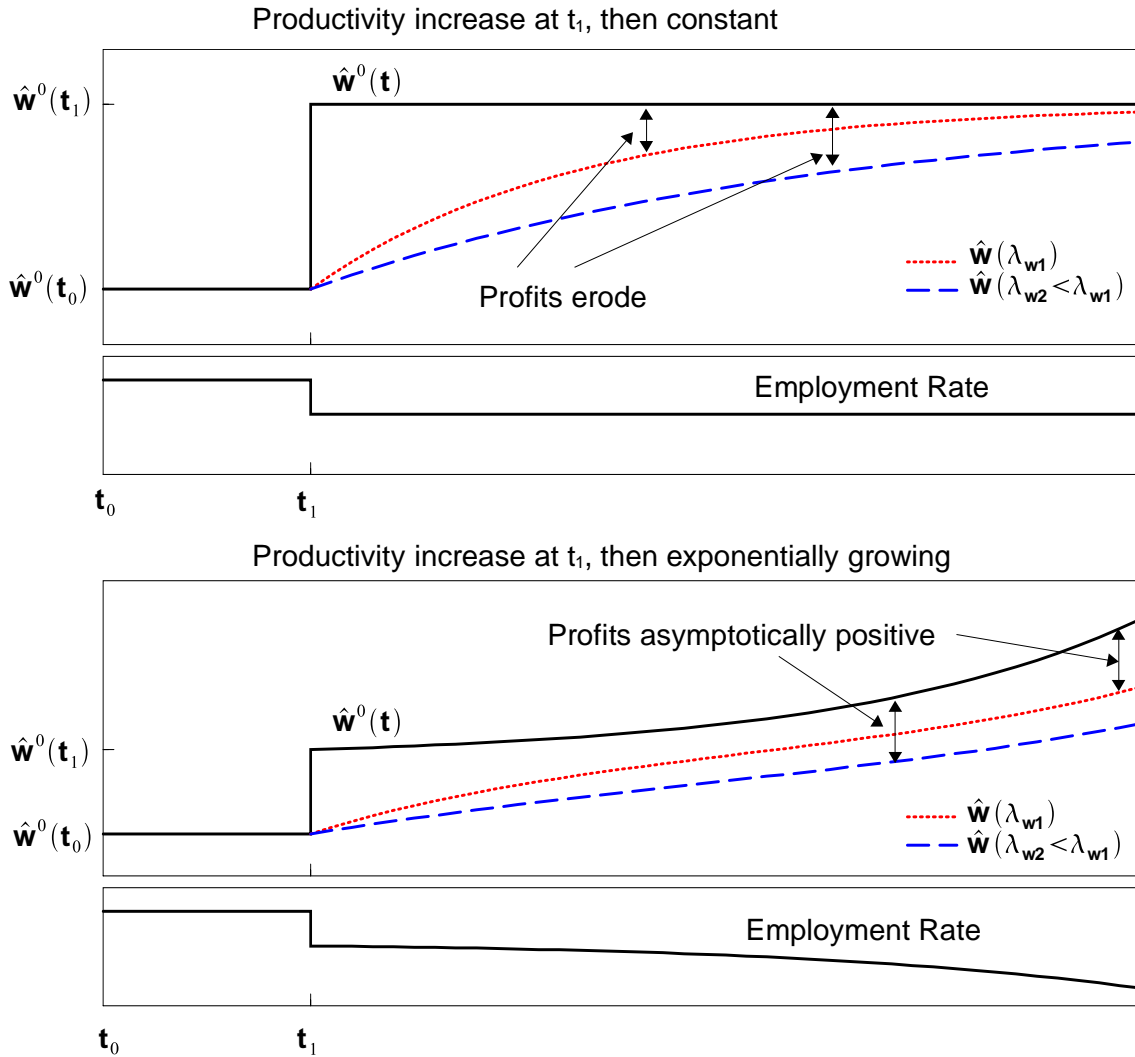 Productivity increase at t₁, then constant
ŵ⁰(t₁)
ŵ⁰(t)
ŵ⁰(t₀)
Profits erode
ŵ(λw1)
ŵ(λw2<λw1)
Employment Rate
t₀
t₁
Productivity increase at t₁, then exponentially growing
Profits asymptotically positive
ŵ⁰(t)
ŵ⁰(t₁)
ŵ⁰(t₀)
ŵ(λw1)
ŵ(λw2<λw1)
Employment Rate
t₀
t₁